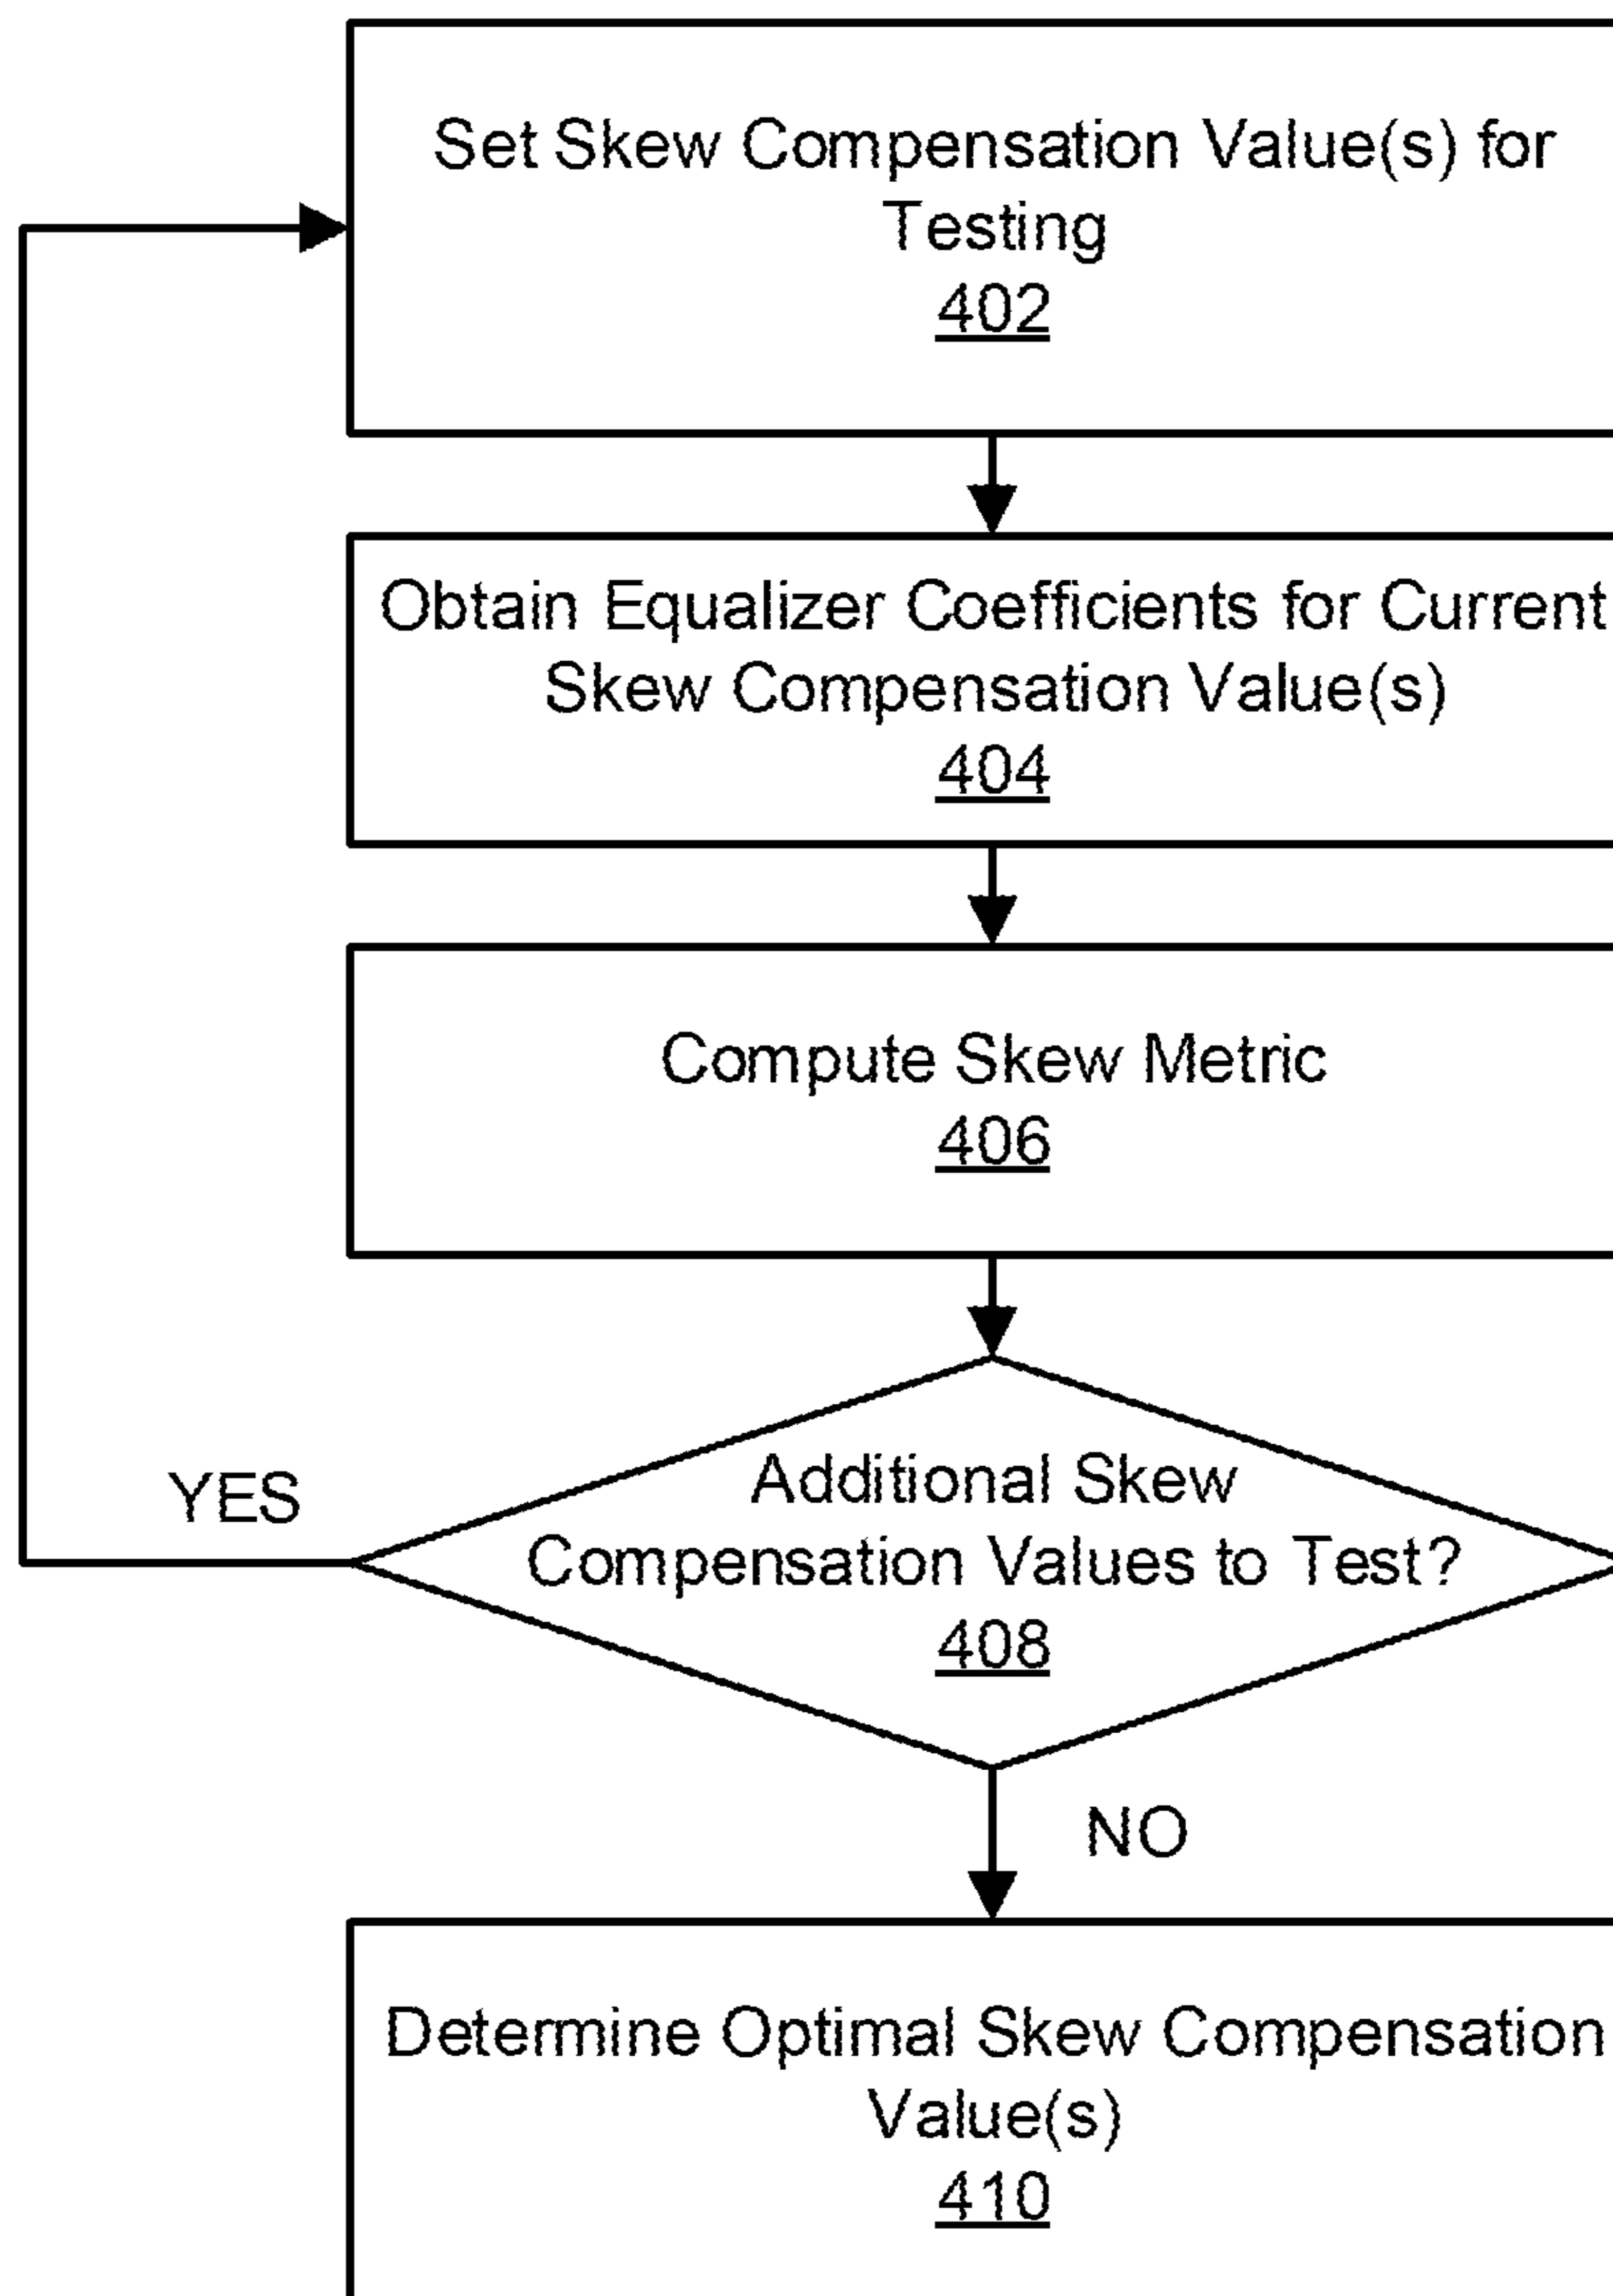 Set Skew Compensation Value(s) for
Testing
402
Obtain Equalizer Coefficients for Current
Skew Compensation Value(s)
404
Compute Skew Metric
406
Additional Skew
Compensation Values to Test?
408
YES
NO
Determine Optimal Skew Compensation
Value(s)
410